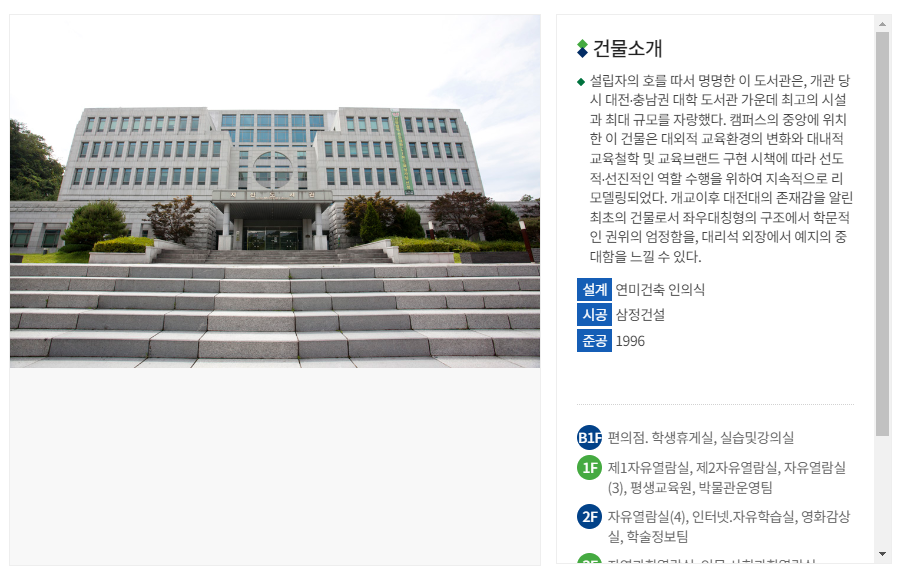 건물소개
설립자의 호를 따서 명명한 이 도서관은, 개관 당
시 대전·충남권 대학 도서관 가운데 최고의 시설
과 최대 규모를 자랑했다. 캠퍼스의 중앙에 위치
한 이 건물은 대외적 교육환경의 변화와 대내적
교육철학 및 교육브랜드 구현 시책에 따라 선도
적·선진적인 역할 수행을 위하여 지속적으로 리
모델링되었다. 개교이후 대전대의 존재감을 알린
최초의 건물로서 좌우대칭형의 구조에서 학문적
인 권위의 엄정함을, 대리석 외장에서 예지의 중
대함을 느낄 수 있다.
설계 연미건축 인의식
시공 삼정건설
준공 1996
B1F 편의점. 학생휴게실, 실습및강의실
1F 제1자유열람실, 제2자유열람실, 자유열람실
(3), 평생교육원, 박물관운영팀
2F 자유열람실(4), 인터넷.자유학습실, 영화감상
실, 학술정보팀